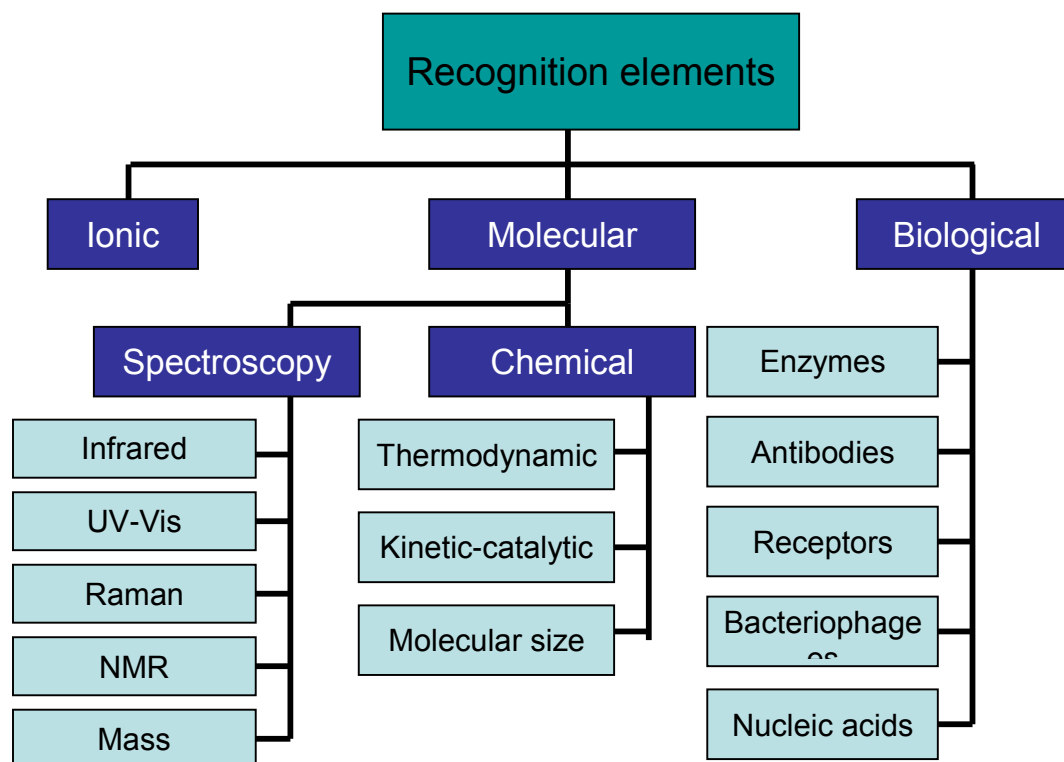 Recognition elements
Ionic
Molecular
Biological
Spectroscopy
Chemical
Infrared
UV-Vis
Raman
NMR
Mass
Thermodynamic
Kinetic-catalytic
Molecular size
Enzymes
Antibodies
Receptors
Bacteriophage
es
Nucleic acids